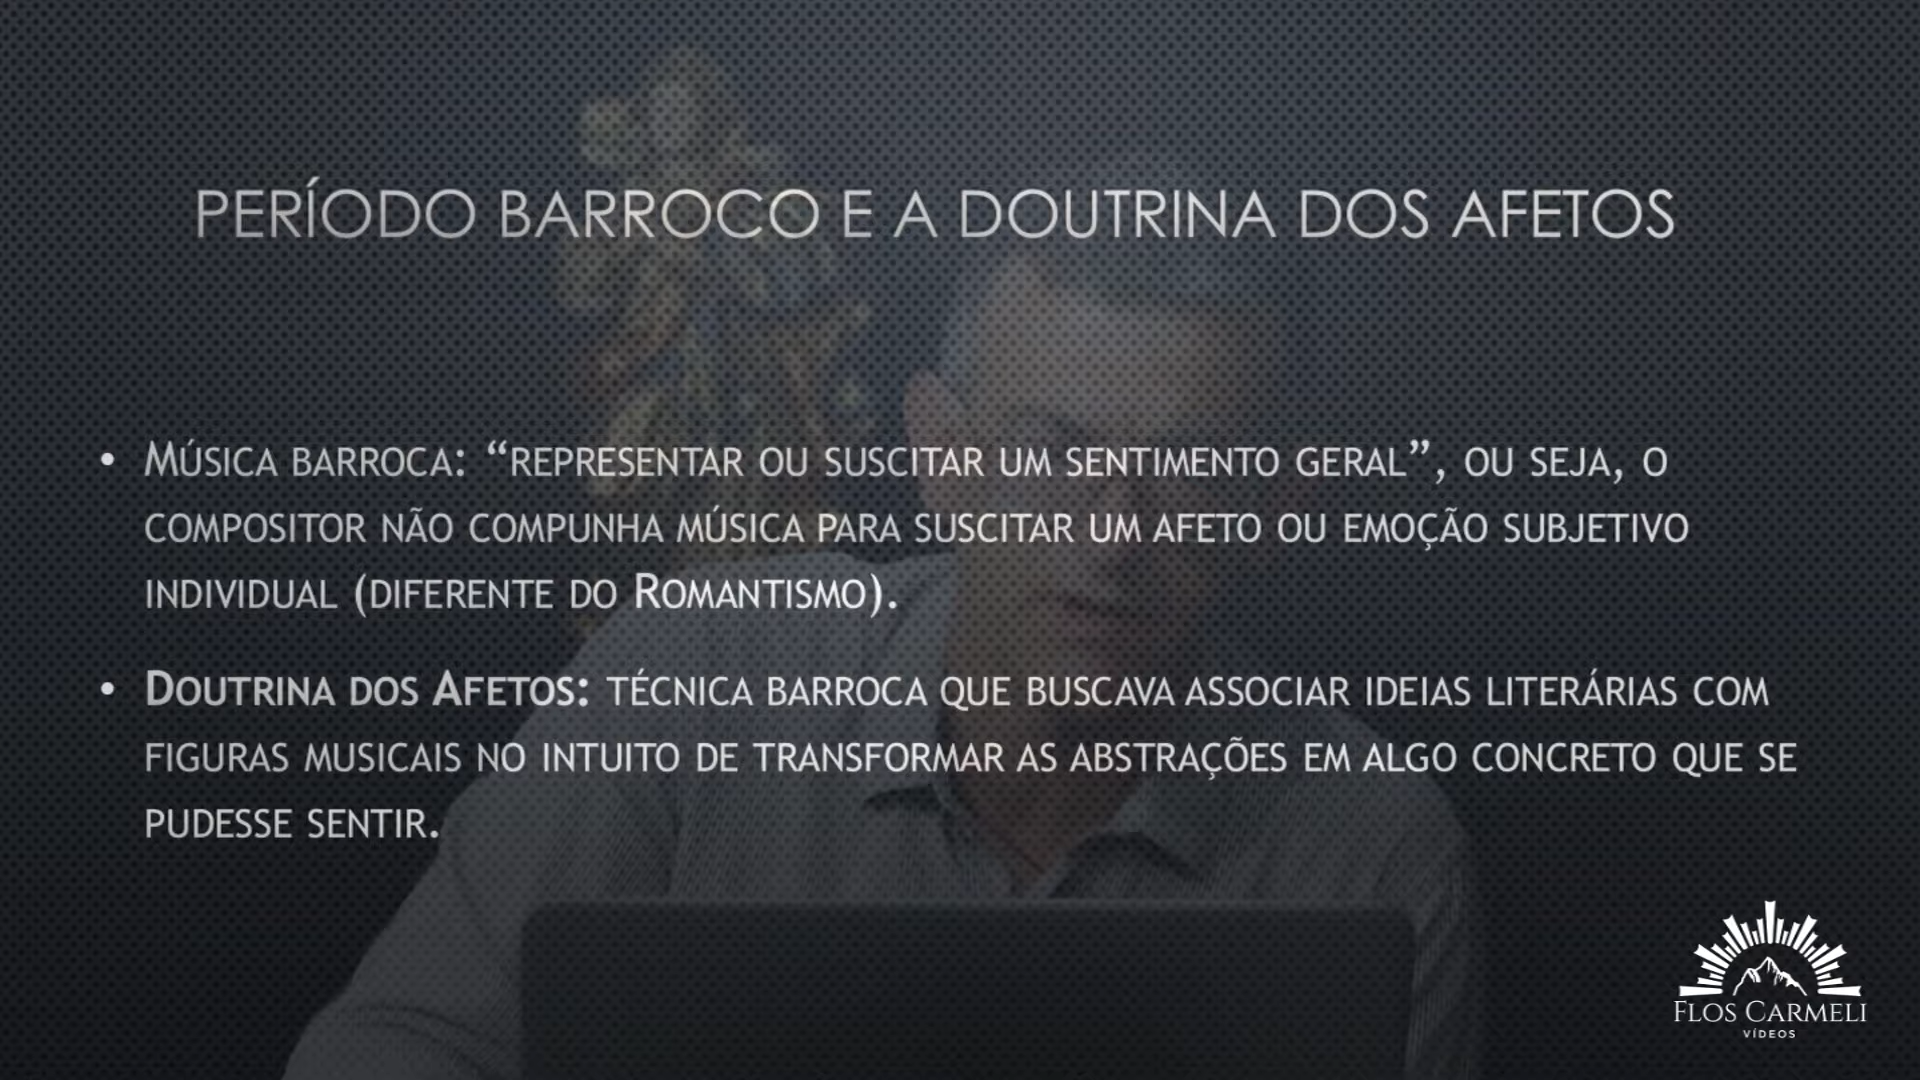 PERÍODO BARROCO E A DOUTRINA DOS AFETOS
• MÚSICA BARROCA: “REPRESENTAR OU SUSCITAR UM SENTIMENTO GERAL”, OU SEJA, O
COMPOSITOR NÃO COMPUNHA MÚSICA PARA SUSCITAR UM AFETO OU EMOÇÃO SUBJETIVO
INDIVIDUAL (DIFERENTE DO ROMANTISMO).
• DOUTRINA DOS AFETOS: TÉCNICA BARROCA QUE BUSCAVA ASSOCIAR IDEIAS LITERÁRIAS COM
FIGURAS MUSICAIS NO INTUITO DE TRANSFORMAR AS ABSTRAÇÕES EM ALGO CONCRETO QUE SE
PUDESSE SENTIR.
FLOS CARMELI
VÍDEOS